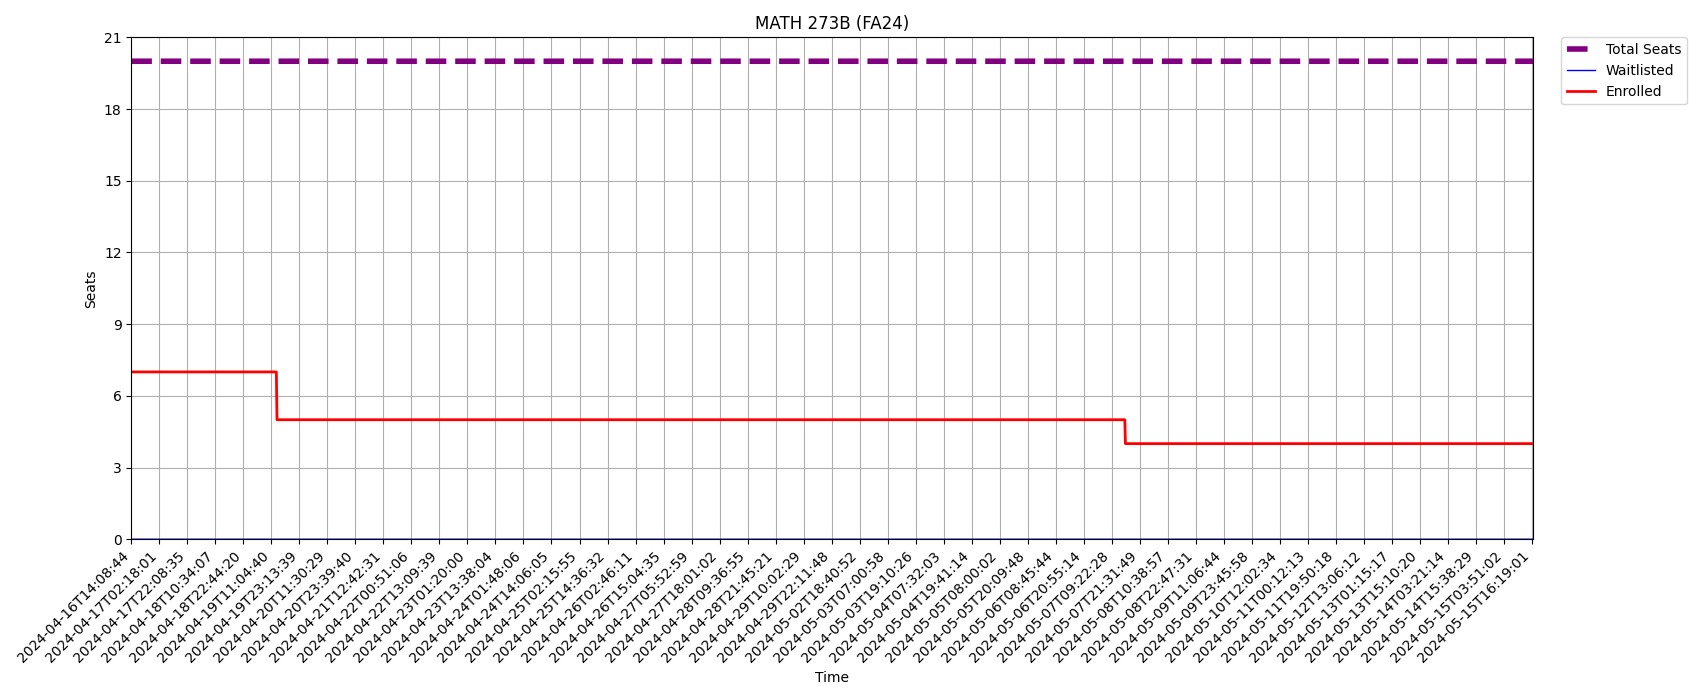 MATH 273B (FA24)
Total Seats
Waitlisted
Enrolled
Seats
21
18
15
12
9
6
3
0
2024-04-16T14:08:44
2024-04-17T02:18:01
2024-04-17T22:08:35
2024-04-18T10:34:07
2024-04-18T22:44:20
2024-04-19T11:04:40
2024-04-19T23:13:39
2024-04-20T11:30:29
2024-04-20T23:39:40
2024-04-21T12:42:31
2024-04-22T00:51:06
2024-04-22T13:09:39
2024-04-23T01:20:00
2024-04-23T13:38:04
2024-04-24T01:48:06
2024-04-24T14:06:05
2024-04-25T02:15:55
2024-04-25T14:36:32
2024-04-26T02:46:11
2024-04-26T15:04:35
2024-04-27T05:52:59
2024-04-27T18:01:02
2024-04-28T09:36:55
2024-04-28T21:45:21
2024-04-29T10:02:29
2024-04-29T22:11:48
2024-05-02T18:40:52
2024-05-03T07:00:58
2024-05-03T19:10:26
2024-05-04T07:32:03
2024-05-04T19:41:14
2024-05-05T08:00:02
2024-05-05T20:09:48
2024-05-06T08:45:44
2024-05-06T20:55:14
2024-05-07T09:22:28
2024-05-07T21:31:49
2024-05-08T10:38:57
2024-05-08T22:47:31
2024-05-09T11:06:44
2024-05-09T23:45:58
2024-05-10T12:02:34
2024-05-11T00:12:13
2024-05-11T19:50:18
2024-05-12T13:06:12
2024-05-13T01:15:17
2024-05-13T15:10:20
2024-05-14T03:21:14
2024-05-14T15:38:29
2024-05-15T03:51:02
2024-05-15T16:19:01
Time